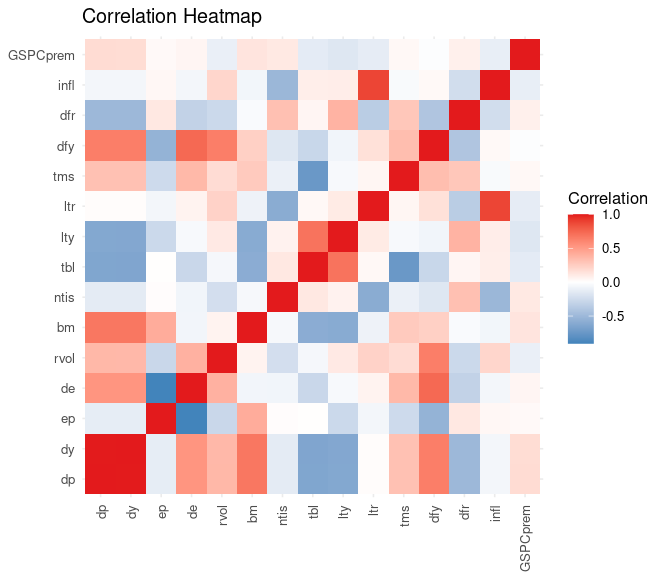 Correlation Heatmap
GSPCprem
infl
dfr
dfy
tms
ltr
lty
tbl
ntis
bm
rvol
de
ep
dy
dp
dp
dy
ep
de
rvol
bm
ntis
tbl
lty
ltr
tms
dfy
dfr
infl
GSPCprem
Correlation
1.0
0.5
0.0
-0.5